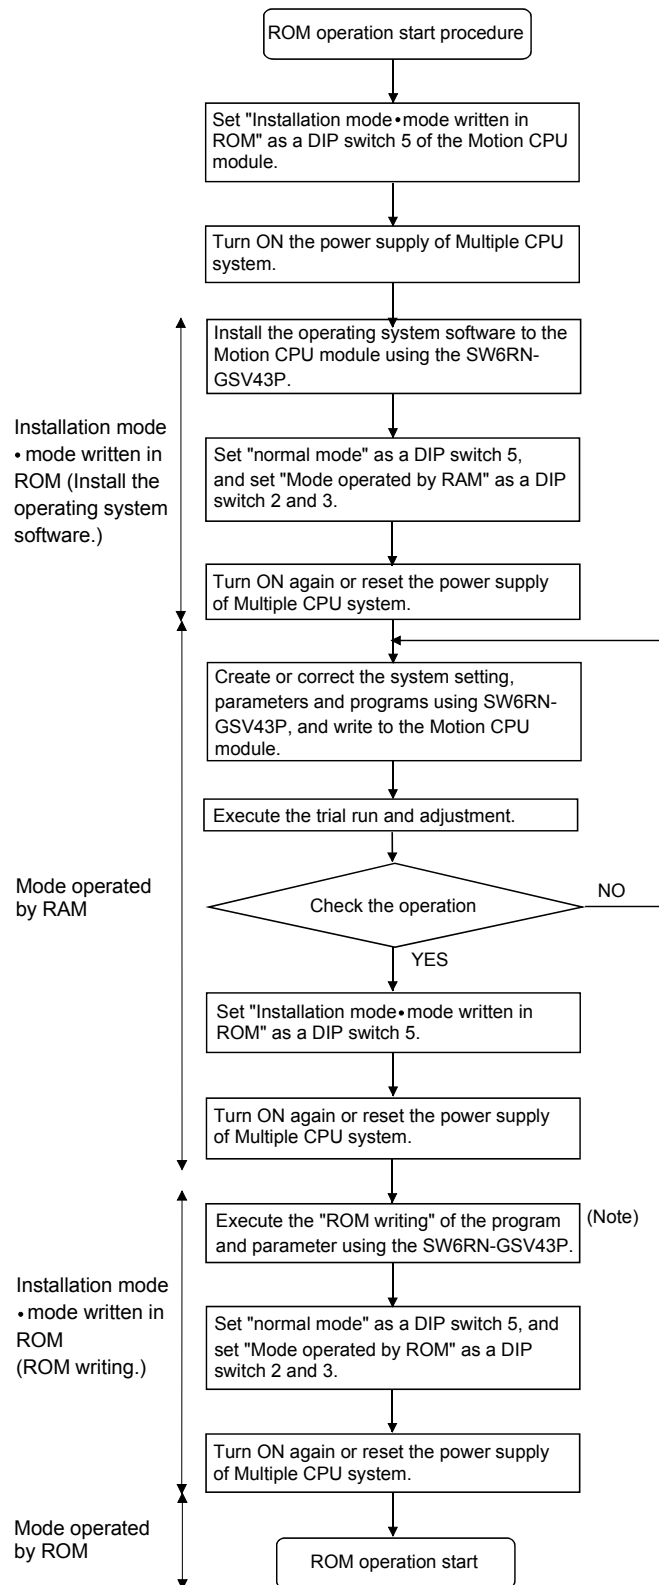 ROM operation start procedure
Set "Installation mode•mode written in
ROM" as a DIP switch 5 of the Motion CPU
module.
Turn ON the power supply of Multiple CPU
system.
Install the operating system software to the
Motion CPU module using the SW6RN-
GSV43P.
Installation mode
• mode written in
ROM (Install the
operating system
software.)
Set "normal mode" as a DIP switch 5,
and set "Mode operated by RAM" as a DIP
switch 2 and 3.
Turn ON again or reset the power supply
of Multiple CPU system.
Create or correct the system setting,
parameters and programs using SW6RN-
GSV43P, and write to the Motion CPU
module.
Execute the trial run and adjustment.
Mode operated
by RAM
Check the operation
NO
YES
Set "Installation mode•mode written in
ROM" as a DIP switch 5.
Turn ON again or reset the power supply
of Multiple CPU system.
Execute the "ROM writing" of the program
and parameter using the SW6RN-GSV43P.
(Note)
Installation mode
• mode written in
ROM
(ROM writing.)
Set "normal mode" as a DIP switch 5, and
set "Mode operated by ROM" as a DIP
switch 2 and 3.
Turn ON again or reset the power supply
of Multiple CPU system.
Mode operated
by ROM
ROM operation start